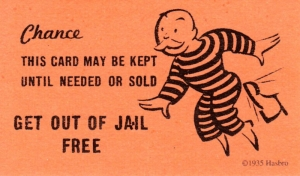 Chance
THIS CARD MAY BE KEPT
UNTIL NEEDED OR SOLD
GET OUT OF JAIL
FREE
©1935 Hasbro